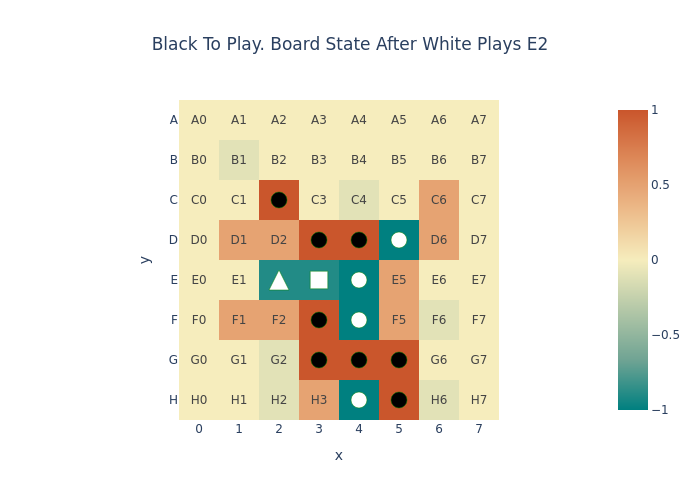 Black To Play. Board State After White Plays E2
A A0 A1 A2 A3 A4 A5 A6 A7
B B0 B1 B2 B3 B4 B5 B6 B7
C C0 C1 C3 C4 C5 C6 C7
D D0 D1 D2 D6 D7
E E0 E1 E5 E6 E7
F F0 F1 F2 F5 F6 F7
G G0 G1 G2 G6 G7
H H0 H1 H2 H3 H6 H7
0 1 2 3 4 5 6 7
x
y
1
0.5
0
−0.5
−1